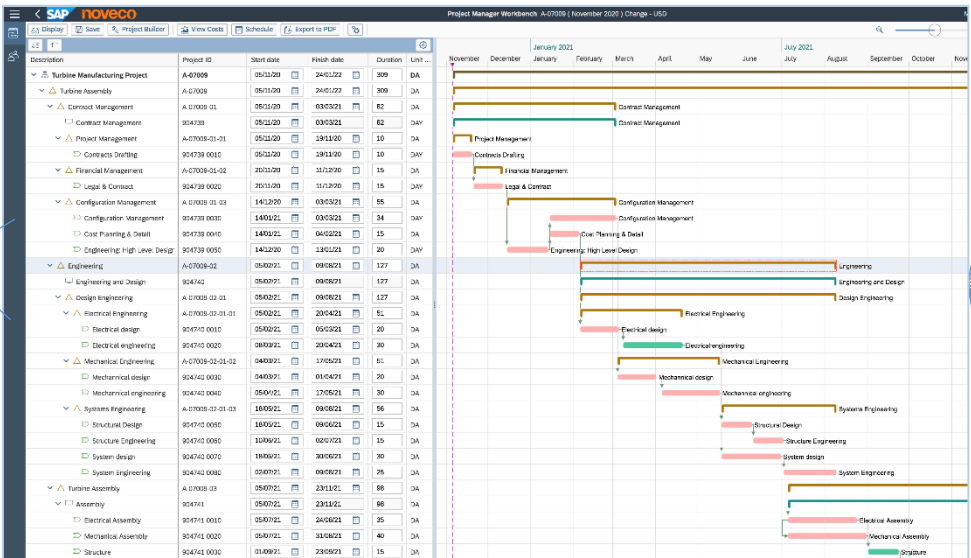 SAP noveco Project Manager Workbench A-07009 ( November 2020 ) Change - USD
Display Save Project Builder View Costs Schedule Export to PDF
January 2021 July 2021
Description Project ID Start date Finish date Duration Unit ... November December January February March April May June July August September October Nove
Turbine Manufacturing Project A-07009 05/11/20 24/01/22 309 DA
Turbine Assembly A-07009 05/11/20 24/01/22 309 DA
Contract Management A-07009-01 05/11/20 03/03/21 82 DA Contract Management
Contract Management 904739 05/11/20 03/03/21 82 DAY Contract Management
Project Management A-07009-01-01 05/11/20 19/11/20 10 DA Project Management
Contracts Drafting 904739 0010 05/11/20 19/11/20 10 DAY Contracts Drafting
Financial Management A-07009-01-02 20/11/20 11/12/20 15 DA Financial Management
Legal & Contract 904739 0020 20/11/20 11/12/20 15 DAY Legal & Contract
Configuration Management A-07009-01-03 14/12/20 03/03/21 55 DA Configuration Management
Configuration Management 904739 0030 14/01/21 03/03/21 34 DAY Configuration Management
Cost Planning & Detail 904739 0040 14/01/21 04/02/21 15 DA Cost Planning & Detail
Engineering: High Level Design 904739 0050 14/12/20 13/01/21 20 DAY Engineering: High Level Design
Engineering A-07009-02 05/02/21 09/08/21 127 DA Engineering
Engineering and Design 904740 05/02/21 09/08/21 127 DA Engineering and Design
Design Engineering A-07009-02-01 05/02/21 09/08/21 127 DA Design Engineering
Electrical Engineering A-07009-02-01-01 05/02/21 20/04/21 51 DA Electrical Engineering
Electrical design 904740 0010 05/02/21 05/03/21 20 DA Electrical design
Electrical engineering 904740 0020 08/03/21 20/04/21 30 DA Electrical engineering
Mechanical Engineering A-07009-02-01-02 04/03/21 17/05/21 51 DA Mechanical Engineering
Mechannical design 904740 0030 04/03/21 01/04/21 20 DA Mechannical design
Mechannical engineering 904740 0040 05/04/21 17/05/21 30 DA Mechannical engineering
Systems Engineering A-07009-02-01-03 18/05/21 09/08/21 56 DA Systems Engineering
Structural Design 904740 0050 18/05/21 09/06/21 15 DA Structural Design
Structure Engineering 904740 0060 10/06/21 02/07/21 15 DA Structure Engineering
System design 904740 0070 18/05/21 30/06/21 30 DA System design
System Engineering 904740 0080 02/07/21 09/08/21 25 DA System Engineering
Turbine Assembly A-07009-03 05/07/21 23/11/21 98 DA
Assembly 904741 05/07/21 23/11/21 98 DA
Electrical Assembly 904741 0010 05/07/21 24/08/21 25 DA Electrical Assembly
Mechanical Assembly 904741 0020 05/07/21 31/08/21 40 DA Mechanical Assembly
Structure 904741 0030 01/09/21 23/09/21 15 DA Structure